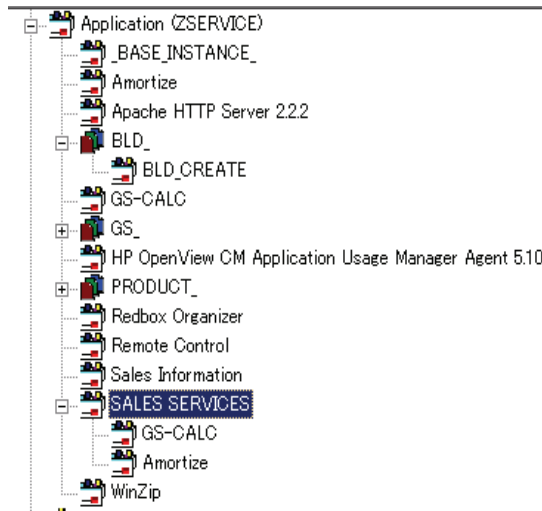 Application (ZSERVICE)
_BASE_INSTANCE_
Amortize
Apache HTTP Server 2.2.2
BLD_
BLD_CREATE
GS-CALC
GS_
HP OpenView CM Application Usage Manager Agent 5.10
PRODUCT_
Redbox Organizer
Remote Control
Sales Information
SALES SERVICES
GS-CALC
Amortize
WinZip